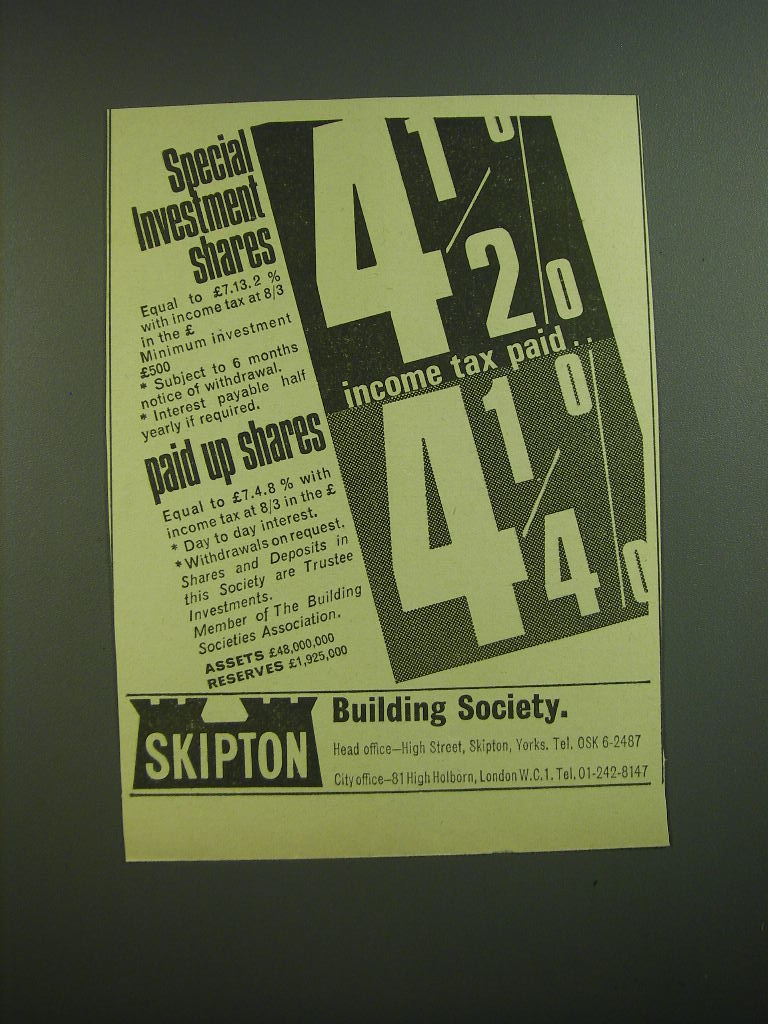 Special
Investment
shares
Equal to £7.13.2 %
with income tax at 8/3
in the £
Minimum investment
£500
* Subject to 6 months
notice of withdrawal.
* Interest payable half
yearly if required.
4 1/2 %
income tax paid..
paid up shares
Equal to £7.4.8 % with
income tax at 8/3 in the £
* Day to day interest.
* Withdrawals on request.
Shares and Deposits in
this Society are Trustee
Investments.
Member of The Building
Societies Association.
ASSETS £48,000,000
RESERVES £1,925,000
4 1/4 %
SKIPTON
Building Society.
Head office—High Street, Skipton, Yorks. Tel. OSK 6-2487
City office—81 High Holborn, London W.C.1. Tel. 01-242-8147